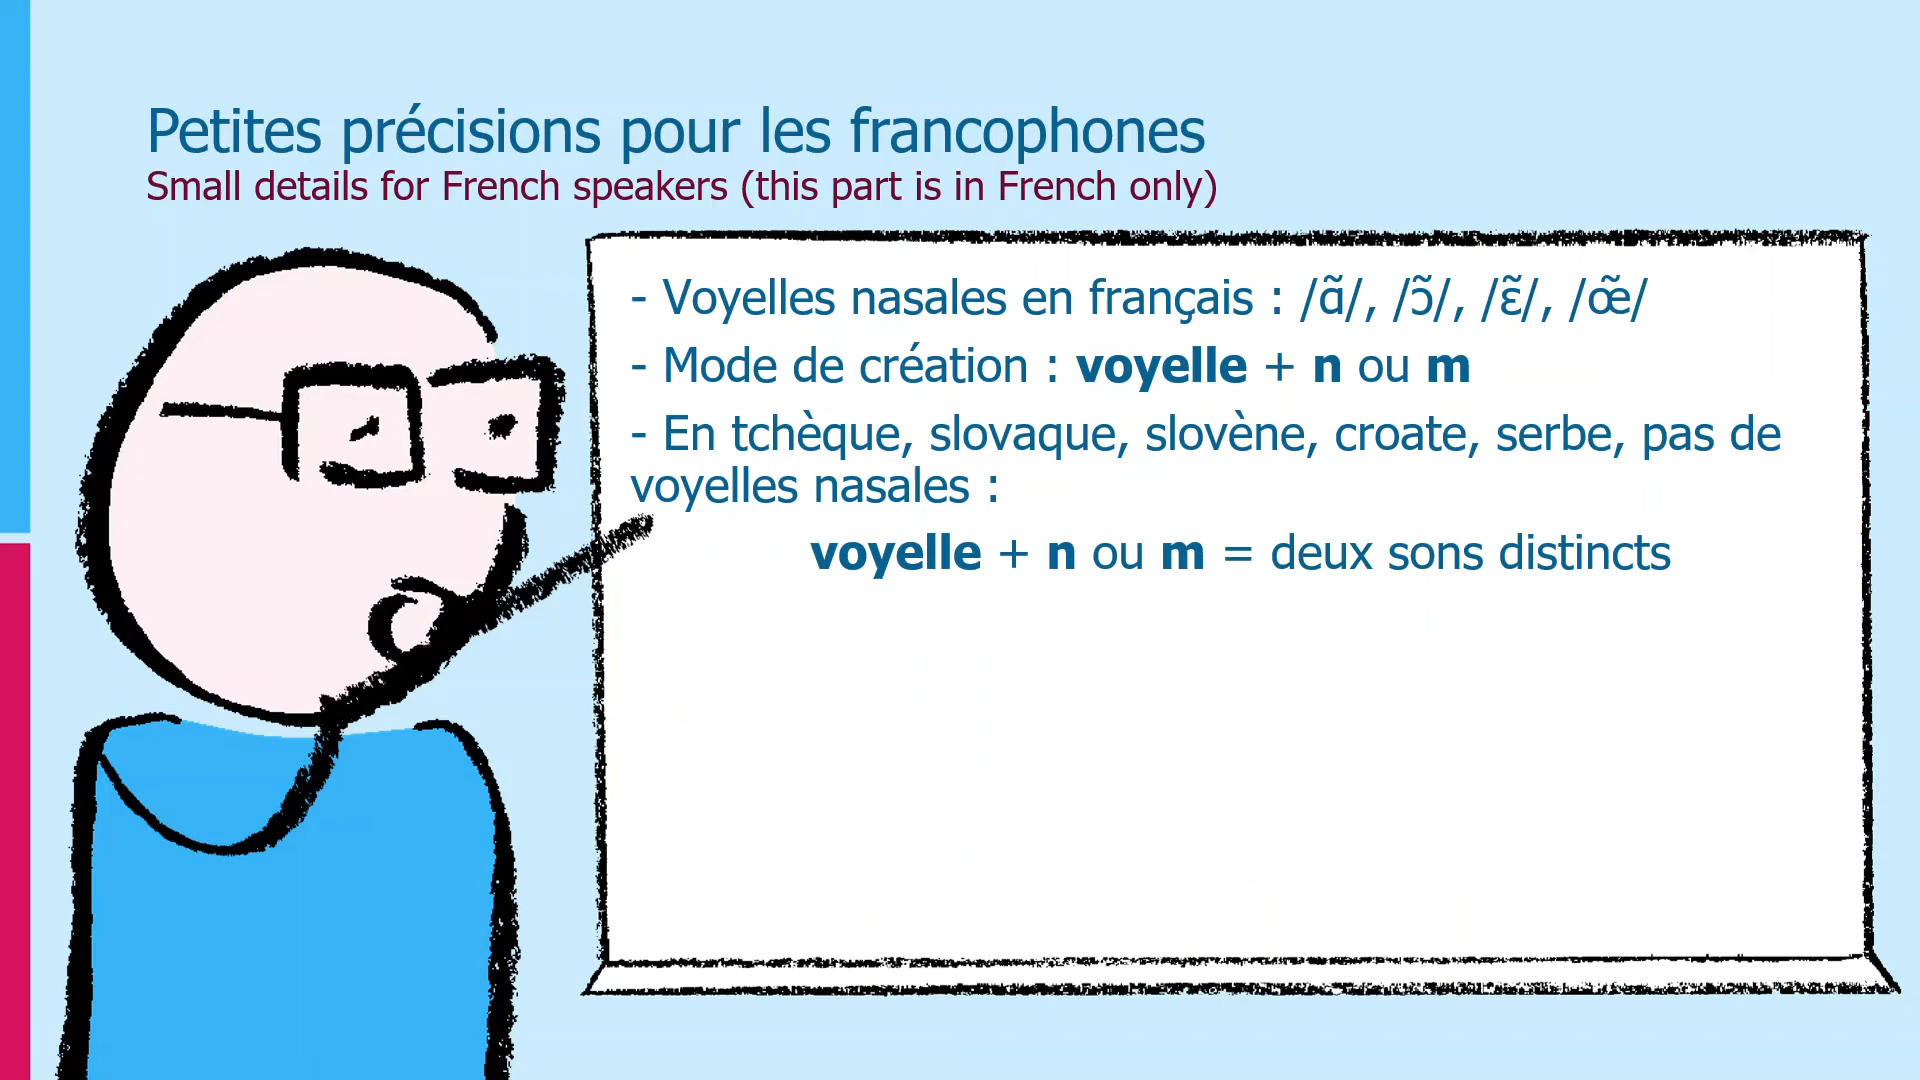 Petites précisions pour les francophones
Small details for French speakers (this part is in French only)
- Voyelles nasales en français : /ɑ̃/, /ɔ̃/, /ɛ̃/, /œ̃/
- Mode de création : voyelle + n ou m
- En tchèque, slovaque, slovène, croate, serbe, pas de
voyelles nasales :
voyelle + n ou m = deux sons distincts